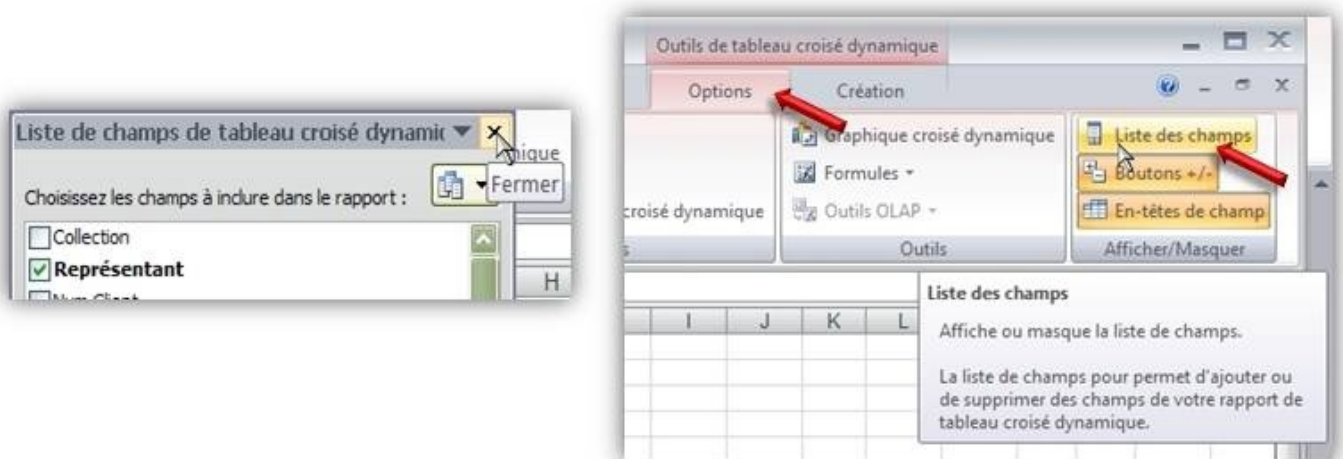 Liste de champs de tableau croisé dynamic
Fermer
Choisissez les champs à inclure dans le rapport :
Collection
Représentant
H
Outils de tableau croisé dynamique
Options
Création
Graphique croisé dynamique
Formules
croisé dynamique
Outils OLAP
Outils
Liste des champs
Boutons +/-
En-têtes de champ
Afficher/Masquer
I J K L
Liste des champs
Affiche ou masque la liste de champs.
La liste de champs pour permet d'ajouter ou
de supprimer des champs de votre rapport de
tableau croisé dynamique.